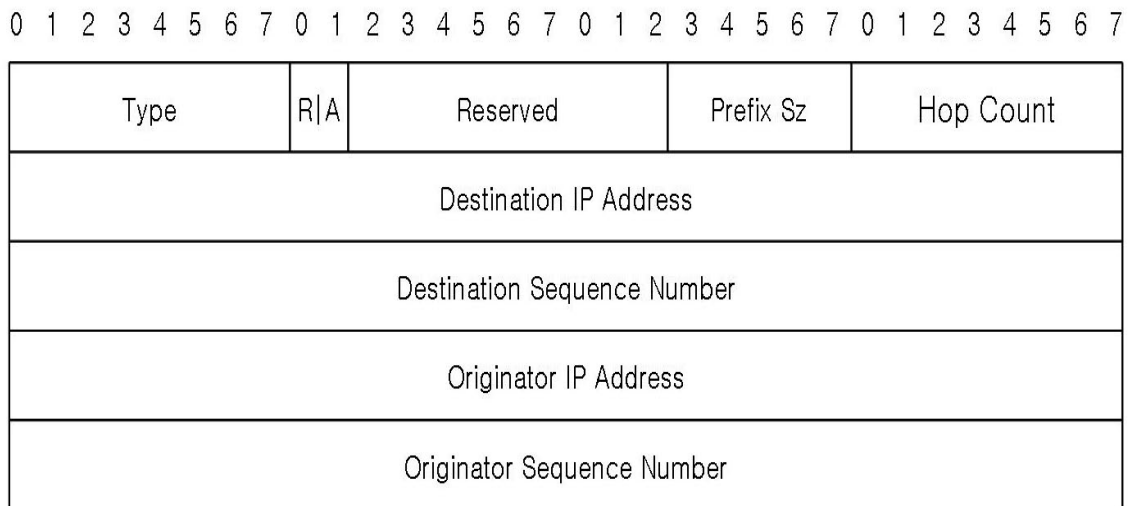 0 1 2 3 4 5 6 7 0 1 2 3 4 5 6 7 0 1 2 3 4 5 6 7 0 1 2 3 4 5 6 7
Type R|A Reserved Prefix Sz Hop Count
Destination IP Address
Destination Sequence Number
Originator IP Address
Originator Sequence Number